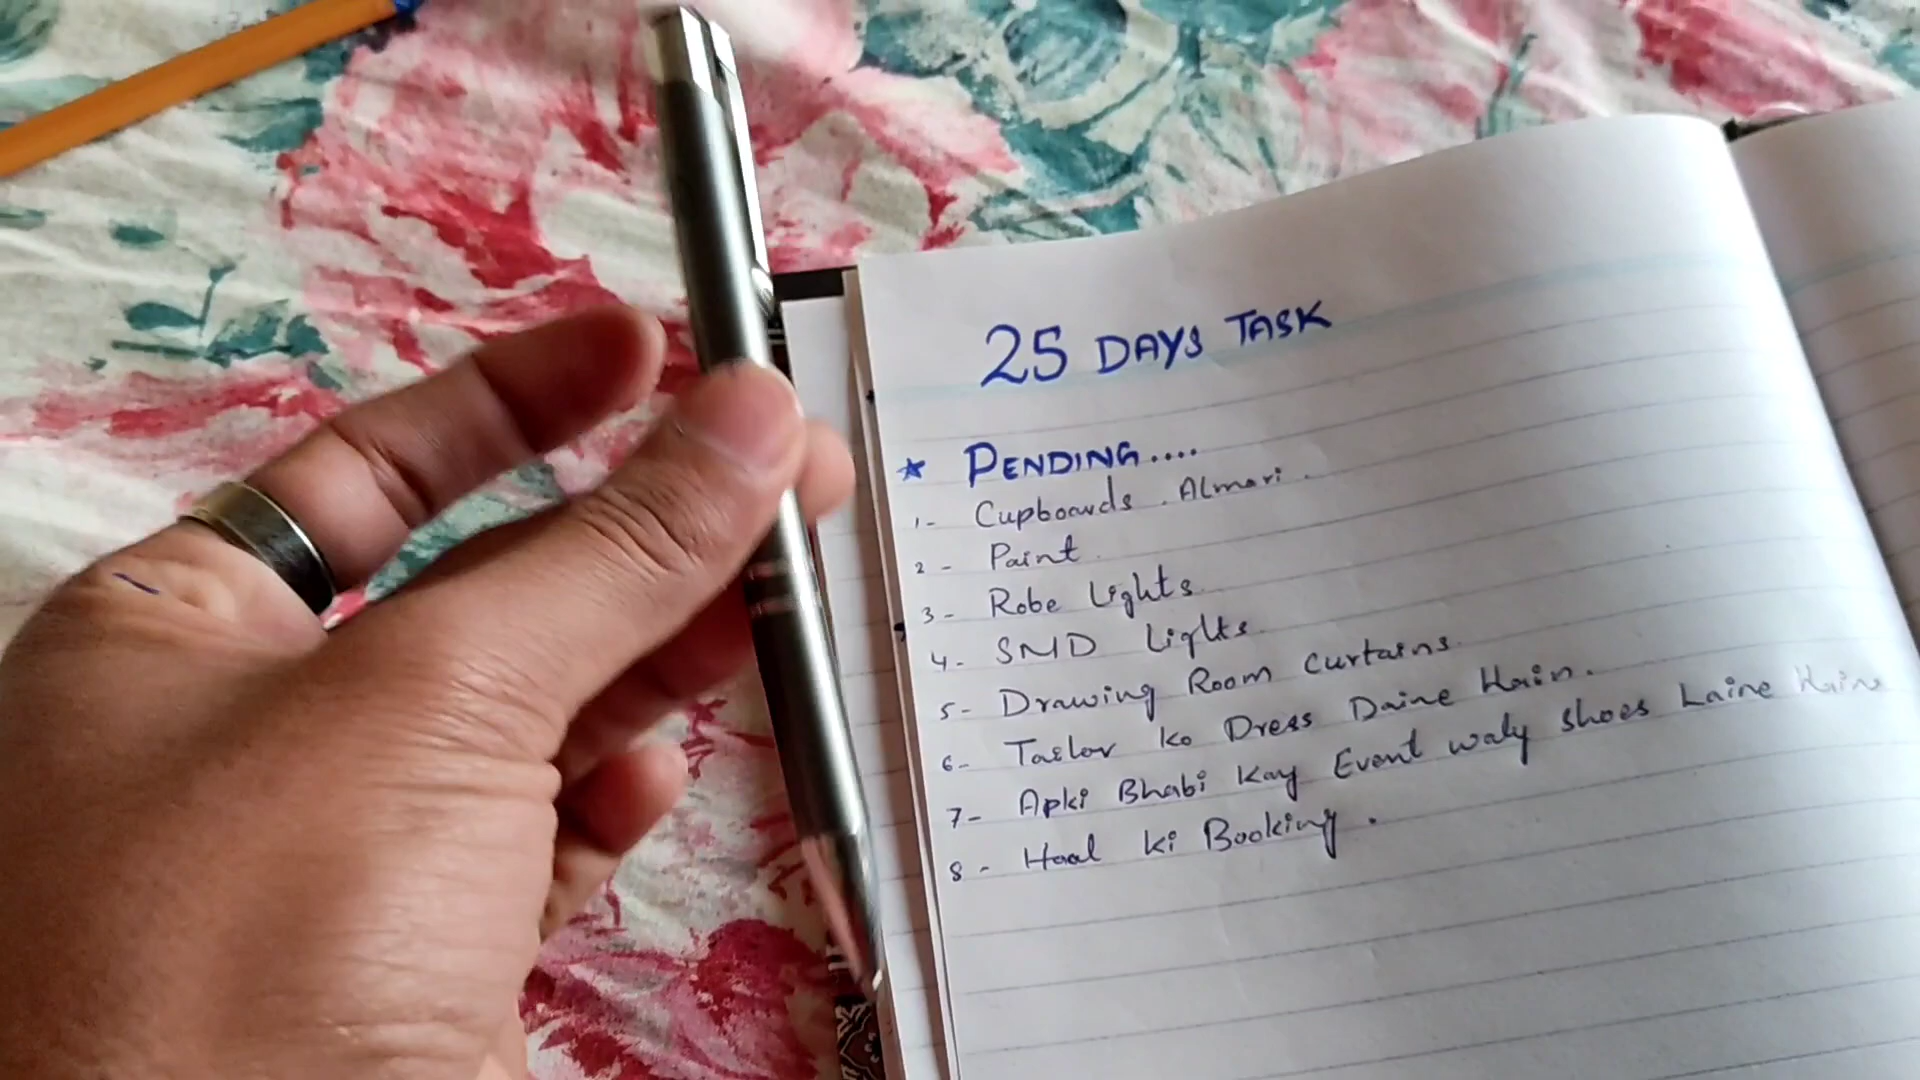 25 DAYS TASK
★ PENDING....
1- Cupboards . Almari .
2- Paint .
3- Robe Lights
4- SMD Lights.
5- Drawing Room Curtains.
6- Tailor ko Dress Daine Hain.
7- Apki Bhabi Kay Event waly shoes Laine Hain
8- Haal Ki Booking .